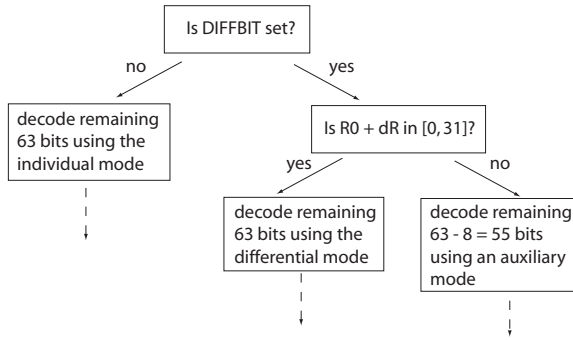 Is DIFFBIT set?
no
yes
decode remaining
63 bits using the
individual mode
Is R0 + dR in [0, 31]?
yes
no
decode remaining
63 bits using the
differential mode
decode remaining
63 - 8 = 55 bits
using an auxiliary
mode